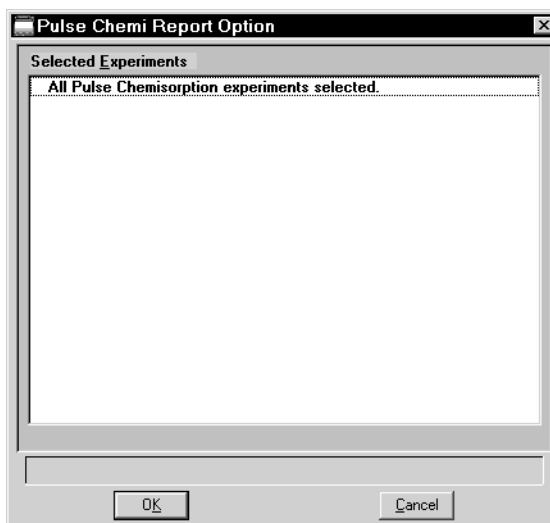 Pulse Chemi Report Option
Selected Experiments
All Pulse Chemisorption experiments selected.
OK Cancel